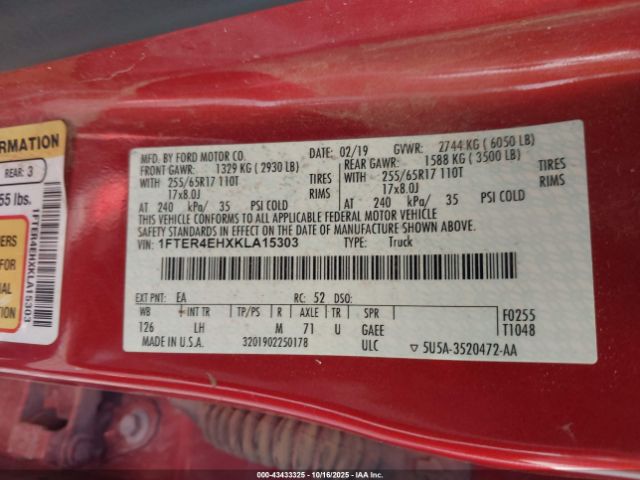 FORMATION
REAR: 3
55 lbs.
1FTER4EHXKLA15303
MFD. BY FORD MOTOR CO.
DATE: 02/19
GVWR: 2744 KG ( 6050 LB)
FRONT GAWR: 1329 KG ( 2930 LB)
REAR GAWR: 1588 KG ( 3500 LB)
WITH 255/65R17 110T TIRES
WITH 255/65R17 110T TIRES
17x8.0J RIMS
17x8.0J RIMS
AT 240 kPa/ 35 PSI COLD
AT 240 kPa/ 35 PSI COLD
THIS VEHICLE CONFORMS TO ALL APPLICABLE FEDERAL MOTOR VEHICLE
SAFETY STANDARDS IN EFFECT ON THE DATE OF MANUFACTURE SHOWN ABOVE.
VIN: 1FTER4EHXKLA15303
TYPE: Truck
EXT PNT: EA RC: 52 DSO:
WB INT TR TP/PS R AXLE TR SPR
126 LH M 71 U GAEE
F0255
T1048
MADE IN U.S.A. 3201902250178 ULC ▽ 5U5A-3520472-AA
000-43433325 - 10/16/2025 - IAA Inc.